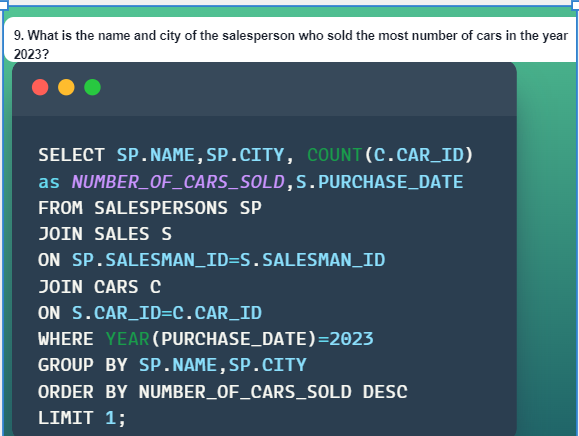 9. What is the name and city of the salesperson who sold the most number of cars in the year
2023?
SELECT SP.NAME,SP.CITY, COUNT(C.CAR_ID)
as NUMBER_OF_CARS_SOLD,S.PURCHASE_DATE
FROM SALESPERSONS SP
JOIN SALES S
ON SP.SALESMAN_ID=S.SALESMAN_ID
JOIN CARS C
ON S.CAR_ID=C.CAR_ID
WHERE YEAR(PURCHASE_DATE)=2023
GROUP BY SP.NAME,SP.CITY
ORDER BY NUMBER_OF_CARS_SOLD DESC
LIMIT 1;